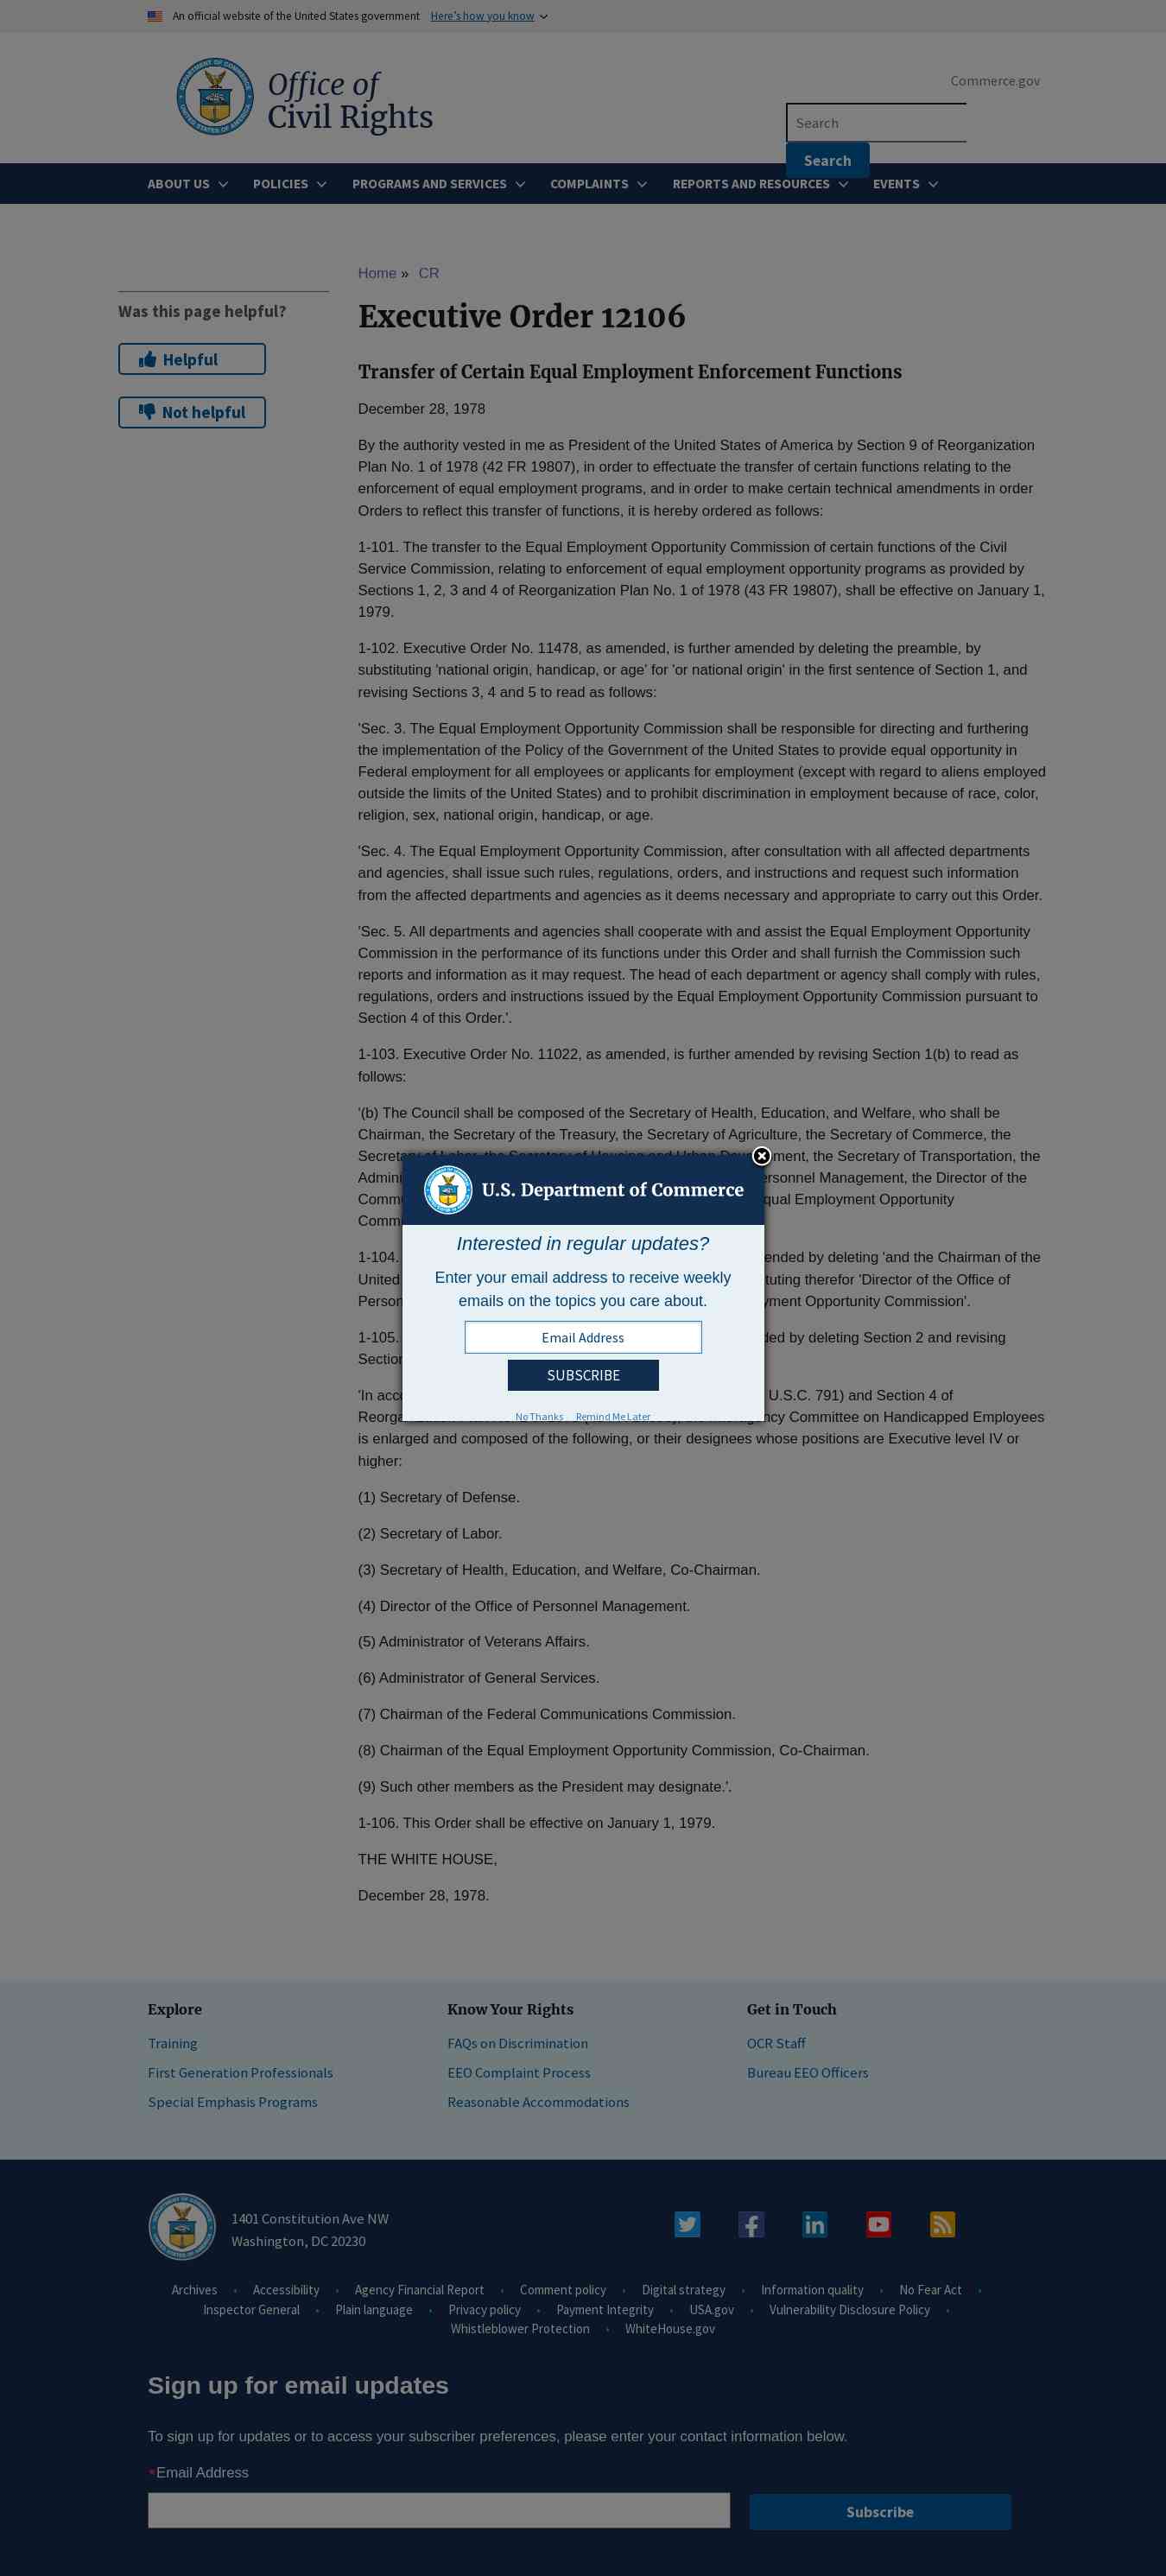 An official website of the United States government Here's how you know
Office of
Civil Rights
Commerce.gov
Search
Search
ABOUT US POLICIES PROGRAMS AND SERVICES COMPLAINTS REPORTS AND RESOURCES EVENTS
Home » CR
Was this page helpful?
Helpful
Not helpful
Executive Order 12106
Transfer of Certain Equal Employment Enforcement Functions
December 28, 1978
By the authority vested in me as President of the United States of America by Section 9 of Reorganization
Plan No. 1 of 1978 (42 FR 19807), in order to effectuate the transfer of certain functions relating to the
enforcement of equal employment programs, and in order to make certain technical amendments in order
Orders to reflect this transfer of functions, it is hereby ordered as follows:
1-101. The transfer to the Equal Employment Opportunity Commission of certain functions of the Civil
Service Commission, relating to enforcement of equal employment opportunity programs as provided by
Sections 1, 2, 3 and 4 of Reorganization Plan No. 1 of 1978 (43 FR 19807), shall be effective on January 1,
1979.
1-102. Executive Order No. 11478, as amended, is further amended by deleting the preamble, by
substituting 'national origin, handicap, or age' for 'or national origin' in the first sentence of Section 1, and
revising Sections 3, 4 and 5 to read as follows:
'Sec. 3. The Equal Employment Opportunity Commission shall be responsible for directing and furthering
the implementation of the Policy of the Government of the United States to provide equal opportunity in
Federal employment for all employees or applicants for employment (except with regard to aliens employed
outside the limits of the United States) and to prohibit discrimination in employment because of race, color,
religion, sex, national origin, handicap, or age.
'Sec. 4. The Equal Employment Opportunity Commission, after consultation with all affected departments
and agencies, shall issue such rules, regulations, orders, and instructions and request such information
from the affected departments and agencies as it deems necessary and appropriate to carry out this Order.
'Sec. 5. All departments and agencies shall cooperate with and assist the Equal Employment Opportunity
Commission in the performance of its functions under this Order and shall furnish the Commission such
reports and information as it may request. The head of each department or agency shall comply with rules,
regulations, orders and instructions issued by the Equal Employment Opportunity Commission pursuant to
Section 4 of this Order.'.
1-103. Executive Order No. 11022, as amended, is further amended by revising Section 1(b) to read as
follows:
'(b) The Council shall be composed of the Secretary of Health, Education, and Welfare, who shall be
Chairman, the Secretary of the Treasury, the Secretary of Agriculture, the Secretary of Commerce, the
Secretary of Labor, the Secretary of Housing and Urban Development, the Secretary of Transportation, the
Personnel Management, the Director of the
Equal Employment Opportunity
1-104. amended by deleting 'and the Chairman of the
United substituting therefor 'Director of the Office of
Employment Opportunity Commission'.
1-105. by deleting Section 2 and revising
Section
'In U.S.C. 791) and Section 4 of
Committee on Handicapped Employees
is enlarged and composed of the following, or their designees whose positions are Executive level IV or
higher:
U.S. Department of Commerce
Interested in regular updates?
Enter your email address to receive weekly
emails on the topics you care about.
Email Address
SUBSCRIBE
No Thanks Remind Me Later
(1) Secretary of Defense.
(2) Secretary of Labor.
(3) Secretary of Health, Education, and Welfare, Co-Chairman.
(4) Director of the Office of Personnel Management.
(5) Administrator of Veterans Affairs.
(6) Administrator of General Services.
(7) Chairman of the Federal Communications Commission.
(8) Chairman of the Equal Employment Opportunity Commission, Co-Chairman.
(9) Such other members as the President may designate.'.
1-106. This Order shall be effective on January 1, 1979.
THE WHITE HOUSE,
December 28, 1978.
Explore Know Your Rights Get in Touch
Training FAQs on Discrimination OCR Staff
First Generation Professionals EEO Complaint Process Bureau EEO Officers
Special Emphasis Programs Reasonable Accommodations
1401 Constitution Ave NW
Washington, DC 20230
Archives Accessibility Agency Financial Report Comment policy Digital strategy Information quality No Fear Act
Inspector General Plain language Privacy policy Payment Integrity USA.gov Vulnerability Disclosure Policy
Whistleblower Protection WhiteHouse.gov
Sign up for email updates
To sign up for updates or to access your subscriber preferences, please enter your contact information below.
*Email Address
Subscribe